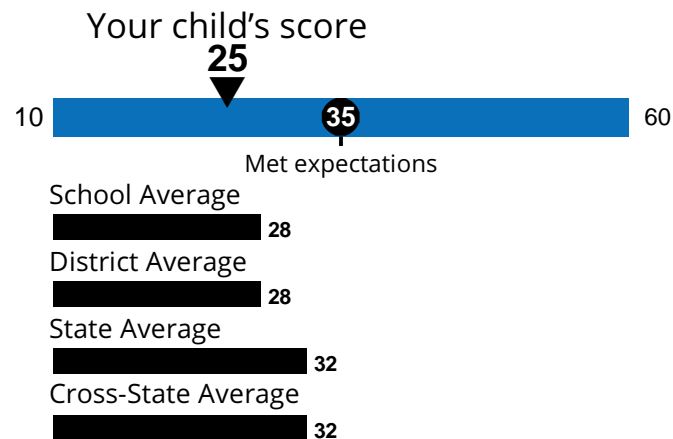 Your child's score
25
10 35 60
Met expectations
School Average
28
District Average
28
State Average
32
Cross-State Average
32